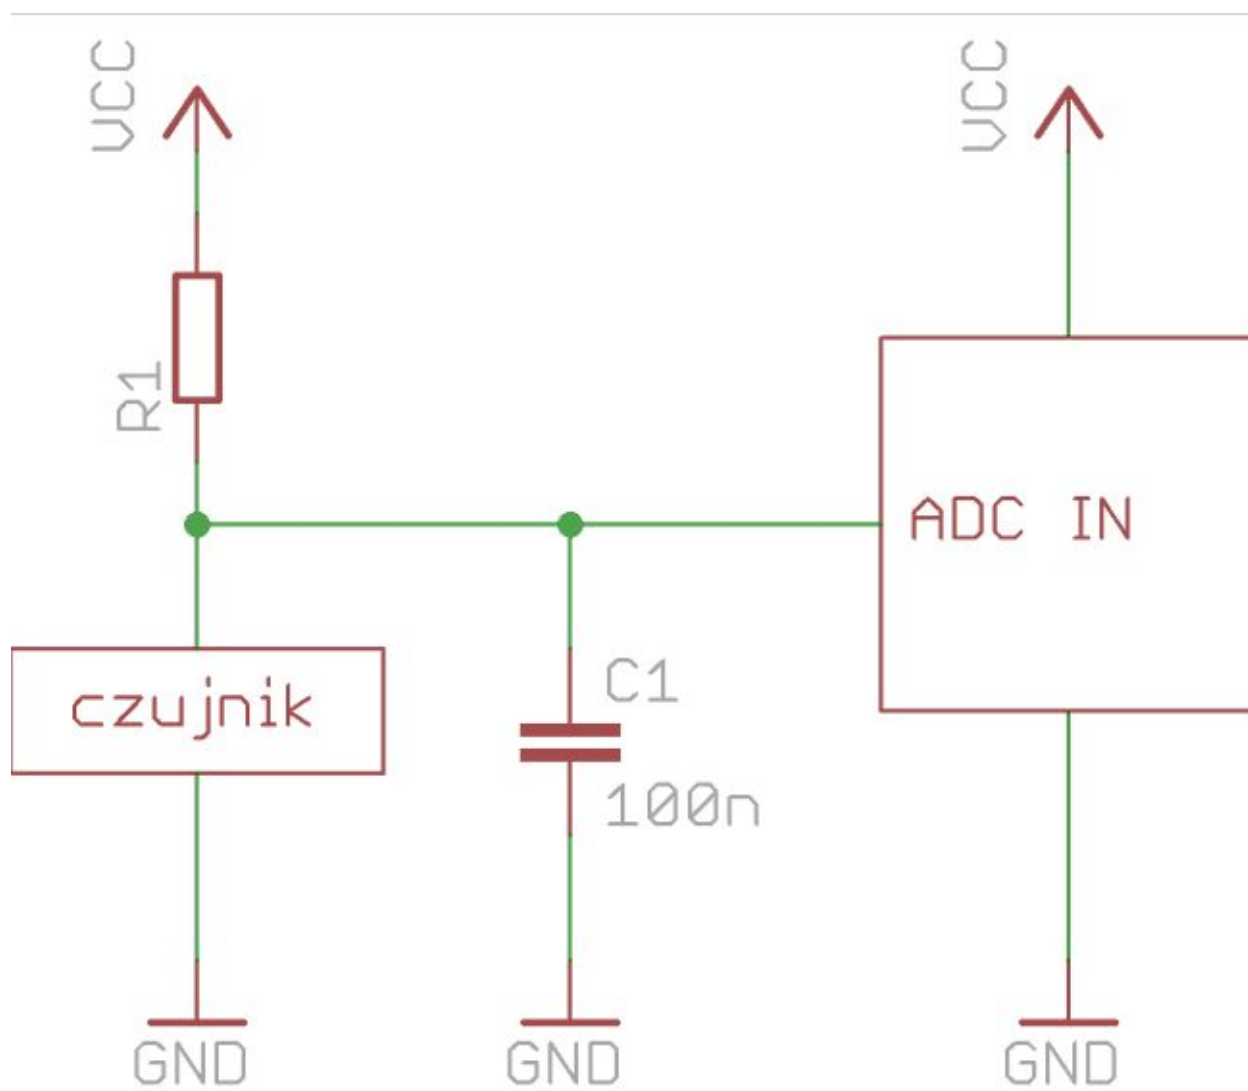 VCC
VCC
R1
ADC IN
czujnik
C1
100n
GND
GND
GND